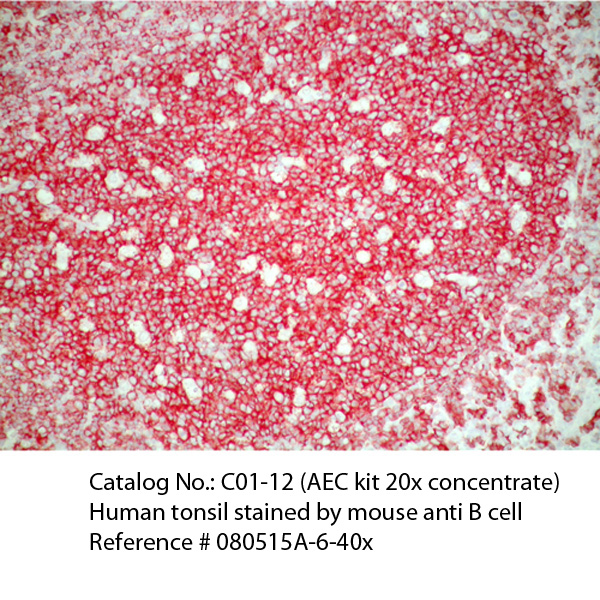 Catalog No.: C01-12 (AEC kit 20x concentrate)
Human tonsil stained by mouse anti B cell
Reference # 080515A-6-40x